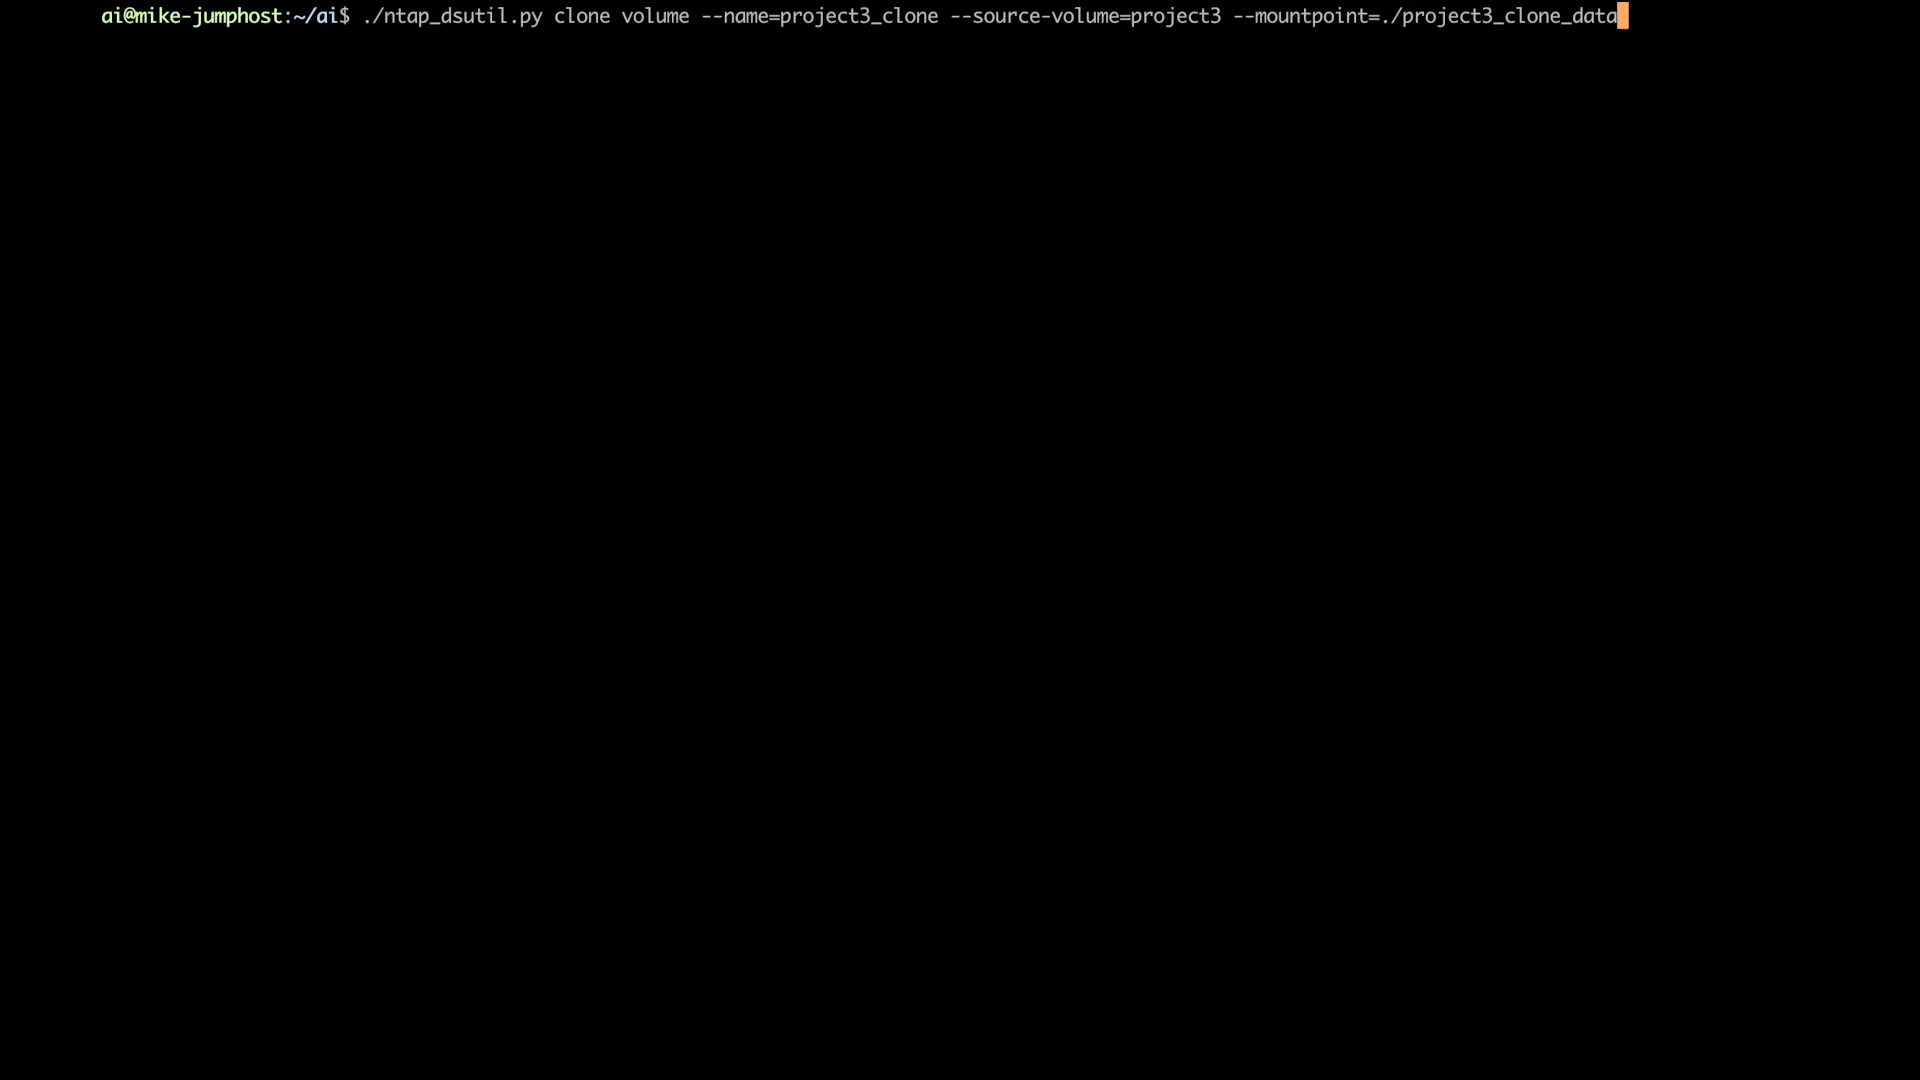 ai@mike-jumphost:~/ai$ ./ntap_dsutil.py clone volume --name=project3_clone --source-volume=project3 --mountpoint=./project3_clone_data